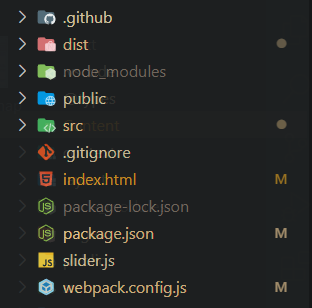 .github
dist
node_modules
public
src
.gitignore
index.html M
package-lock.json
package.json M
slider.js
webpack.config.js M